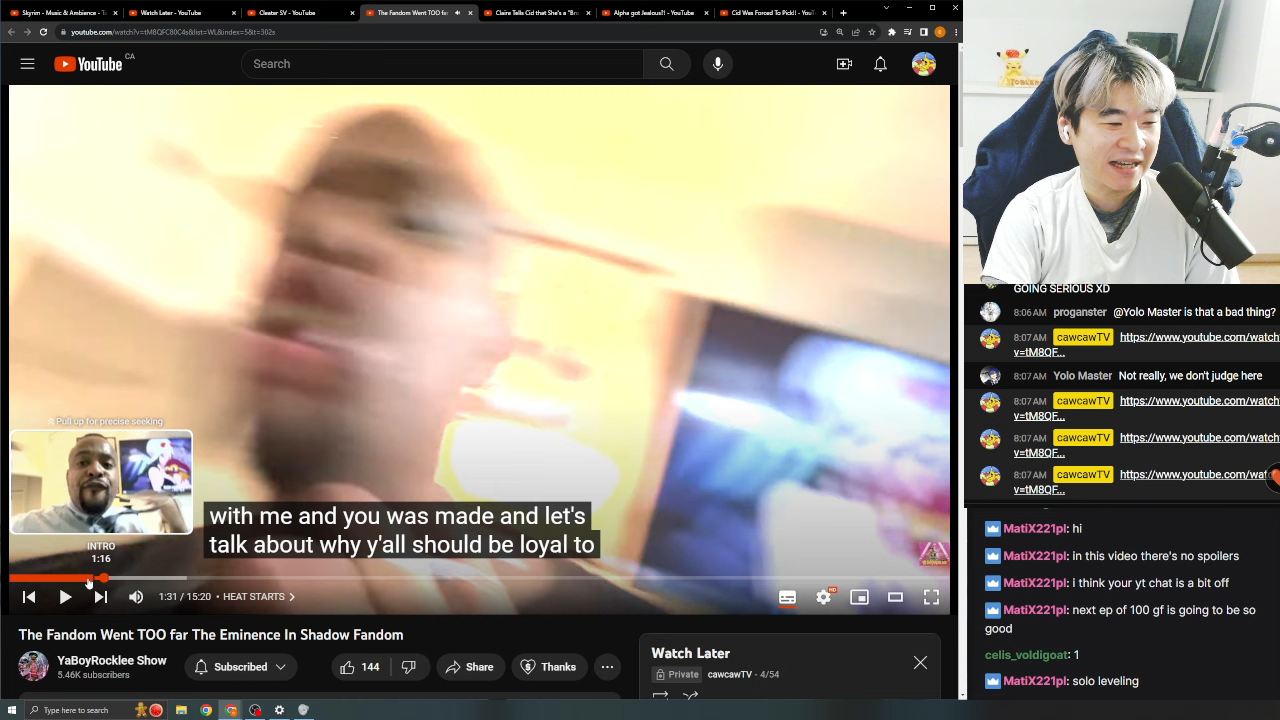 Skyrim - Music & Ambience - Ta
Watch Later - YouTube
Cleater SV - YouTube
The Fandom Went TOO far
Claire Tells Cid that She's a "Bro
Alpha got Jealous?! - YouTube
Cid Was Forced To Pick!! - YouT
youtube.com/watch?v=tM8QFC80C4s&list=WL&index=5&t=302s
YouTube CA
Search
GOING SERIOUS XD
8:06 AM proganster @Yolo Master is that a bad thing?
8:07 AM cawcawTV https://www.youtube.com/watch
v=tM8QF...
8:07 AM Yolo Master Not really, we don't judge here
8:07 AM cawcawTV https://www.youtube.com/watch
v=tM8QF...
8:07 AM cawcawTV https://www.youtube.com/watch
v=tM8QF...
8:07 AM cawcawTV https://www.youtube.com/wat
v=tM8QF...
Pull up for precise seeking
with me and you was made and let's
talk about why y'all should be loyal to
INTRO
1:16
1:31 / 15:20 • HEAT STARTS
HD
The Fandom Went TOO far The Eminence In Shadow Fandom
YaBoyRocklee Show
5.46K subscribers
Subscribed
144
Share
Thanks
Watch Later
Private cawcawTV - 4/54
MatiX221pl: hi
MatiX221pl: in this video there's no spoilers
MatiX221pl: i think your yt chat is a bit off
MatiX221pl: next ep of 100 gf is going to be so
good
celis_voldigoat: 1
MatiX221pl: solo leveling
Type here to search